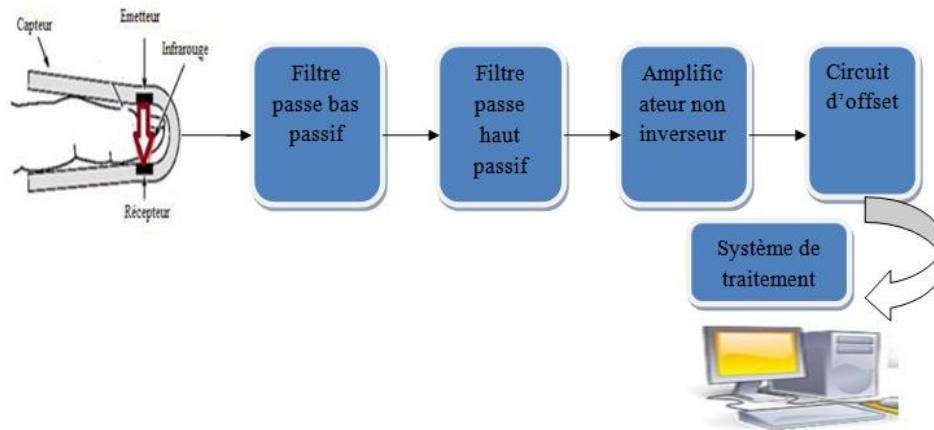 Capteur
Emetteur
Infrarouge
Récepteur
Filtre
passe bas
passif
Filtre
passe
haut
passif
Amplific
ateur non
inverseur
Circuit
d’offset
Système de
traitement